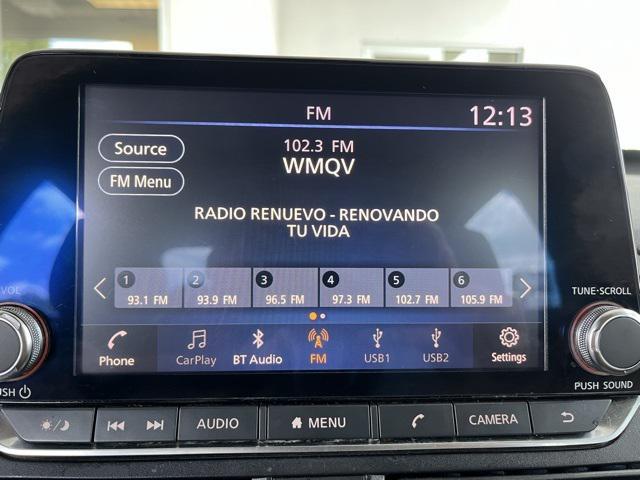 FM
12:13
Source
102.3 FM
WMQV
FM Menu
RADIO RENUEVO - RENOVANDO
TU VIDA
1 2 3 4 5 6
93.1 FM 93.9 FM 96.5 FM 97.3 FM 102.7 FM 105.9 FM
VOL
TUNE·SCROLL
Phone CarPlay BT Audio FM USB1 USB2 Settings
PUSH
PUSH SOUND
AUDIO MENU CAMERA